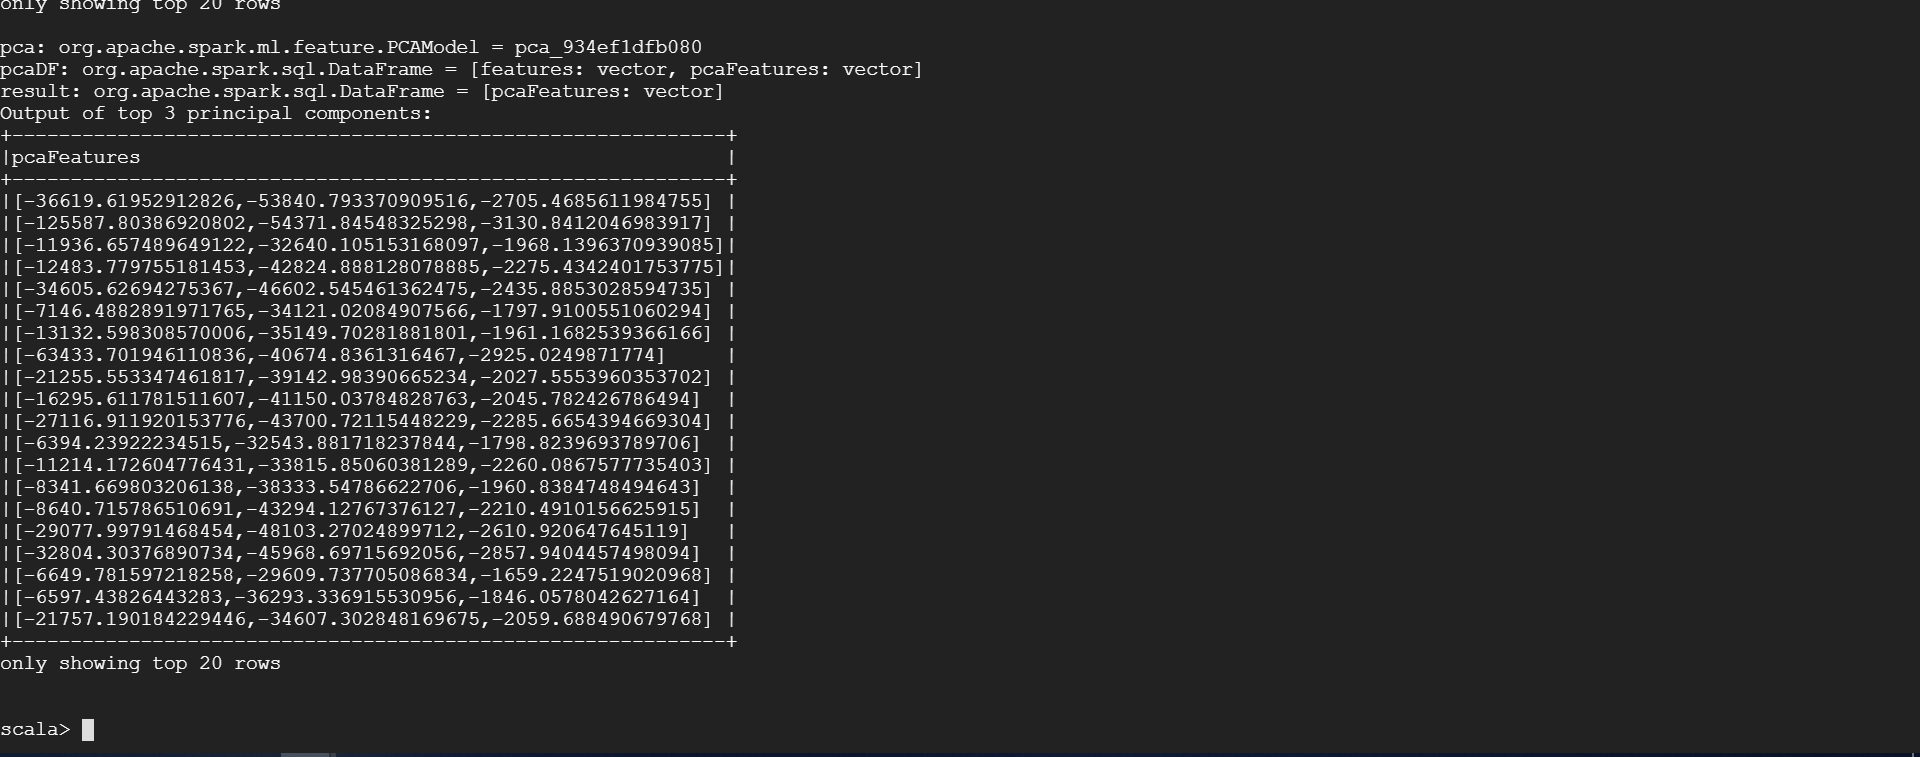 only showing top 20 rows
pca: org.apache.spark.ml.feature.PCAModel = pca_934ef1dfb080
pcaDF: org.apache.spark.sql.DataFrame = [features: vector, pcaFeatures: vector]
result: org.apache.spark.sql.DataFrame = [pcaFeatures: vector]
Output of top 3 principal components:
+-------------------------------------------------------------+
|pcaFeatures                                                  |
+-------------------------------------------------------------+
|[-36619.61952912826,-53840.793370909516,-2705.4685611984755] |
|[-125587.80386920802,-54371.84548325298,-3130.8412046983917] |
|[-11936.657489649122,-32640.105153168097,-1968.1396370939085]|
|[-12483.779755181453,-42824.888128078885,-2275.4342401753775]|
|[-34605.62694275367,-46602.545461362475,-2435.8853028594735] |
|[-7146.4882891971765,-34121.02084907566,-1797.9100551060294] |
|[-13132.598308570006,-35149.70281881801,-1961.1682539366166] |
|[-63433.701946110836,-40674.8361316467,-2925.0249871774]     |
|[-21255.553347461817,-39142.98390665234,-2027.5553960353702] |
|[-16295.611781511607,-41150.03784828763,-2045.782426786494]  |
|[-27116.911920153776,-43700.72115448229,-2285.6654394669304] |
|[-6394.23922234515,-32543.881718237844,-1798.8239693789706]  |
|[-11214.172604776431,-33815.85060381289,-2260.0867577735403] |
|[-8341.669803206138,-38333.54786622706,-1960.8384748494643]  |
|[-8640.715786510691,-43294.12767376127,-2210.4910156625915]  |
|[-29077.99791468454,-48103.27024899712,-2610.920647645119]   |
|[-32804.30376890734,-45968.69715692056,-2857.9404457498094]  |
|[-6649.781597218258,-29609.737705086834,-1659.2247519020968] |
|[-6597.43826443283,-36293.336915530956,-1846.0578042627164]  |
|[-21757.190184229446,-34607.302848169675,-2059.688490679768] |
+-------------------------------------------------------------+
only showing top 20 rows
scala>